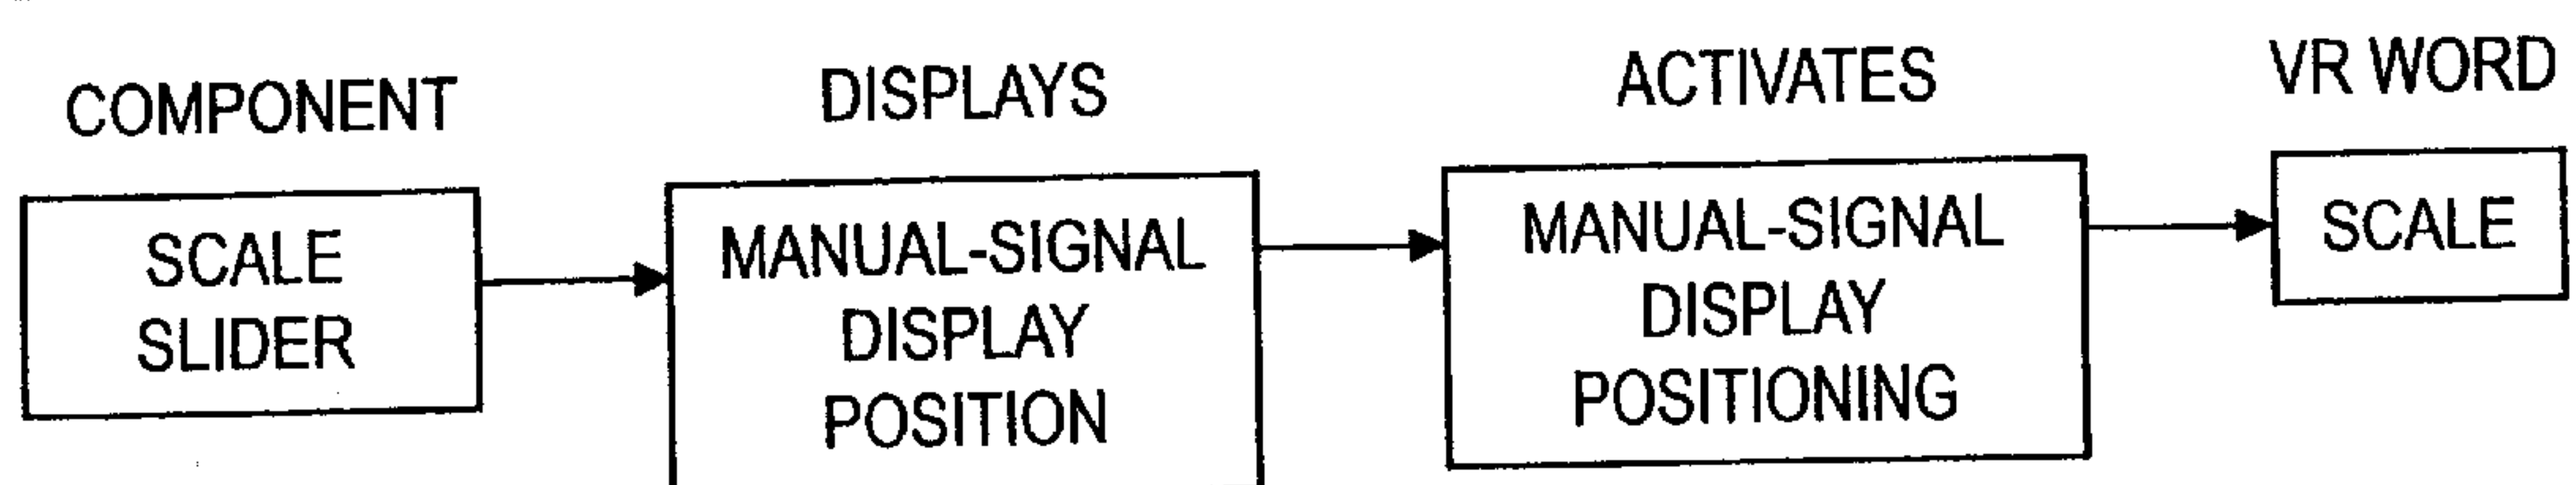 COMPONENT
DISPLAYS
ACTIVATES
VR WORD
SCALE
SLIDER
MANUAL-SIGNAL
DISPLAY
POSITION
MANUAL-SIGNAL
DISPLAY
POSITIONING
SCALE